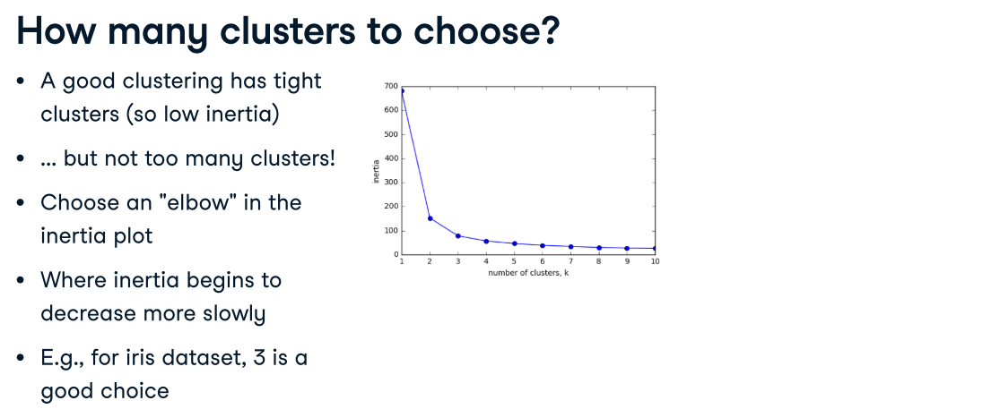 How many clusters to choose?
• A good clustering has tight
clusters (so low inertia)
• ... but not too many clusters!
• Choose an "elbow" in the
inertia plot
• Where inertia begins to
decrease more slowly
• E.g., for iris dataset, 3 is a
good choice
700
600
500
400
300
200
100
0
inertia
1 2 3 4 5 6 7 8 9 10
number of clusters, k